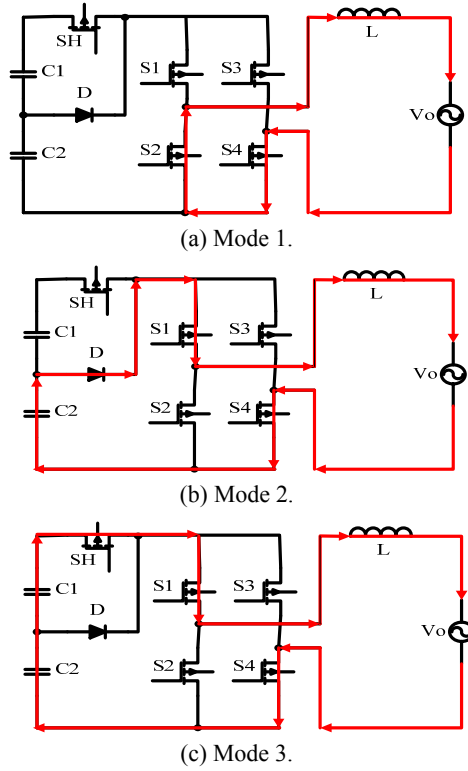 SH
C1
S1
S3
D
C2
S2
S4
L
Vo
(a) Mode 1.
SH
C1
S1
S3
D
C2
S2
S4
L
Vo
(b) Mode 2.
SH
C1
S1
S3
D
C2
S2
S4
L
Vo
(c) Mode 3.